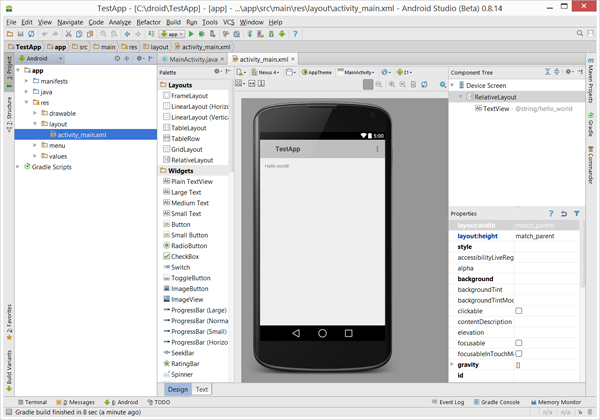 TestApp - [C:\droid\TestApp] - [app] - ...\app\src\main\res\layout\activity_main.xml - Android Studio (Beta) 0.8.14
File Edit View Navigate Code Analyze Refactor Build Run Tools VCS Window Help
app
TestApp app src main res layout activity_main.xml
Android
MainActivity.java activity_main.xml
1: Project
2: Structure
2: Favorites
Build Variants
app
manifests
java
res
drawable
layout
activity_main.xml
menu
values
Gradle Scripts
Palette
Layouts
FrameLayout
LinearLayout (Horizo
LinearLayout (Vertica
TableLayout
TableRow
GridLayout
RelativeLayout
Widgets
Plain TextView
Large Text
Medium Text
Small Text
Button
Small Button
RadioButton
CheckBox
Switch
ToggleButton
ImageButton
ImageView
ProgressBar (Large)
ProgressBar (Norma
ProgressBar (Small)
ProgressBar (Horizo
SeekBar
RatingBar
Spinner
Design Text
Nexus 4 AppTheme MainActivity 21
5:00
TestApp
Hello world!
Component Tree
Device Screen
RelativeLayout
TextView - @string/hello_world
Properties
layout:width match_parent
layout:height match_parent
style
accessibilityLiveReg
alpha
background
backgroundTint
backgroundTintMod
clickable
contentDescription
elevation
focusable
focusableInTouchM
gravity []
id
Maven Projects
Gradle
Commander
Terminal 0: Messages 6: Android TODO Event Log Gradle Console Memory Monitor
Gradle build finished in 8 sec (a minute ago) n/a n/a